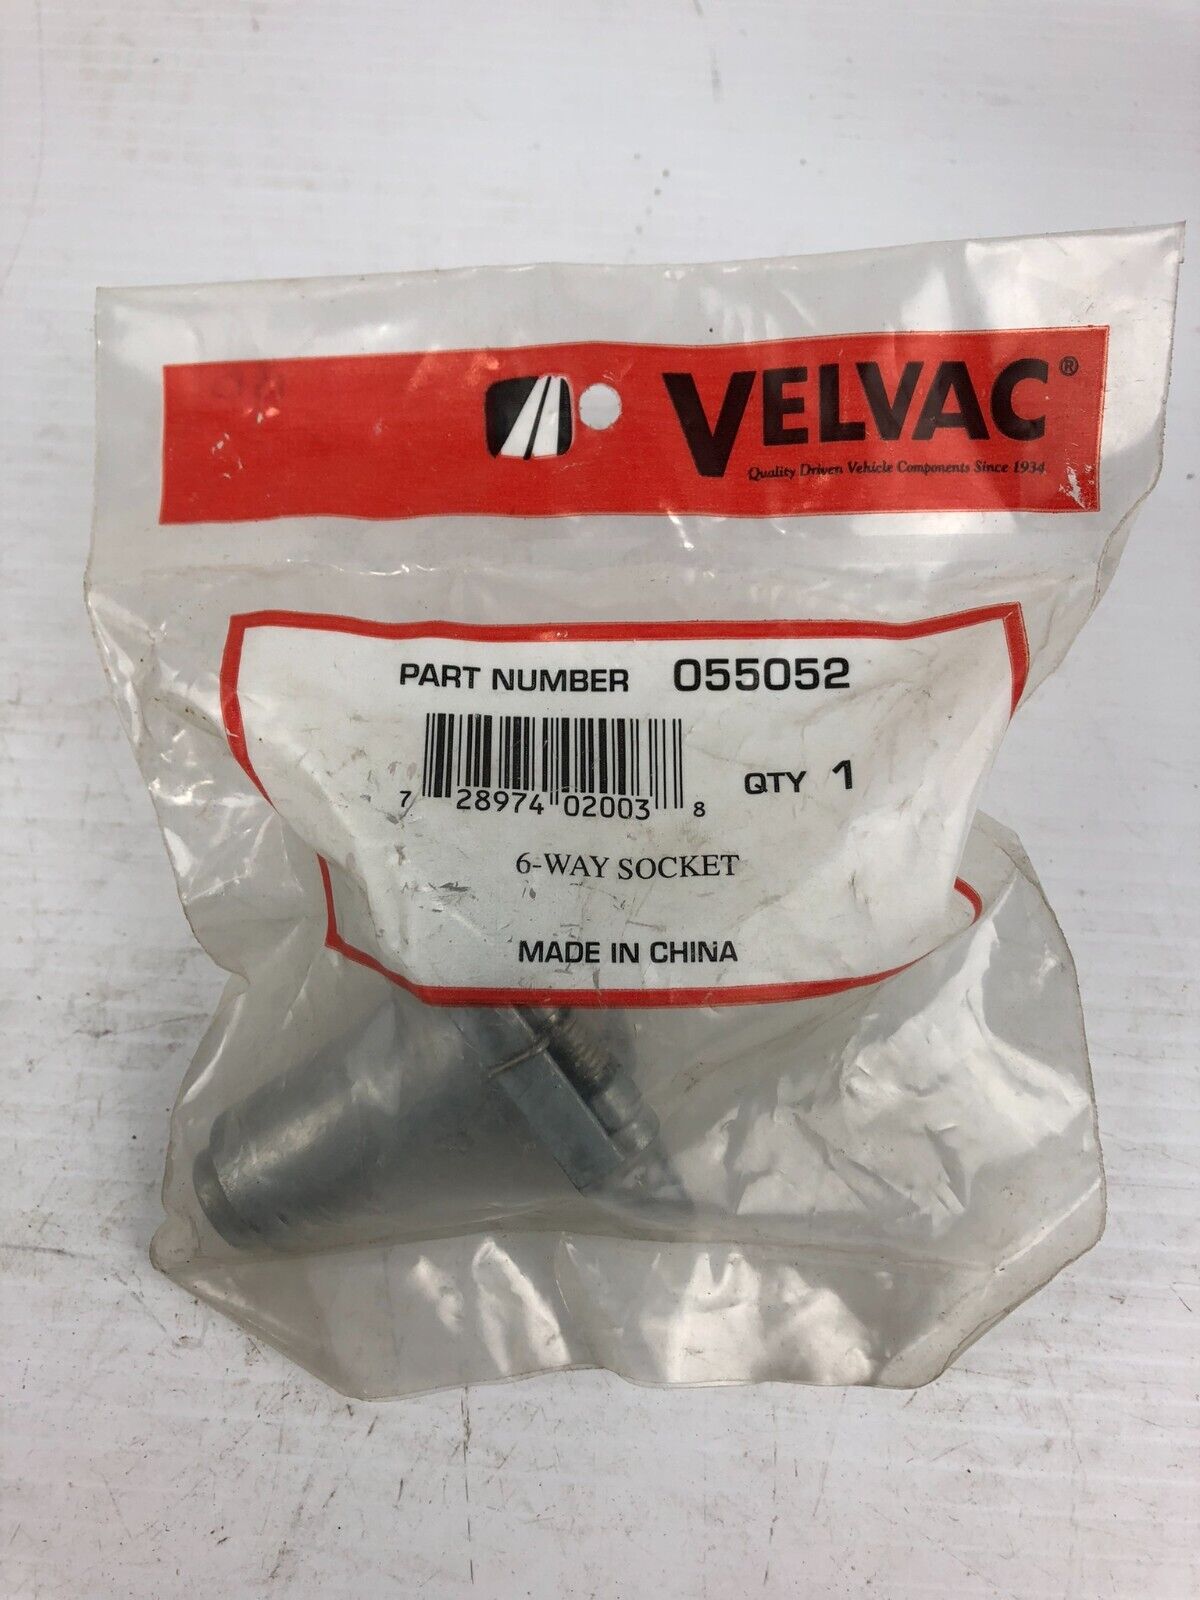 VELVAC®
Quality Driven Vehicle Components Since 1934
PART NUMBER 055052
7 28974 02003 8
QTY 1
6-WAY SOCKET
MADE IN CHINA